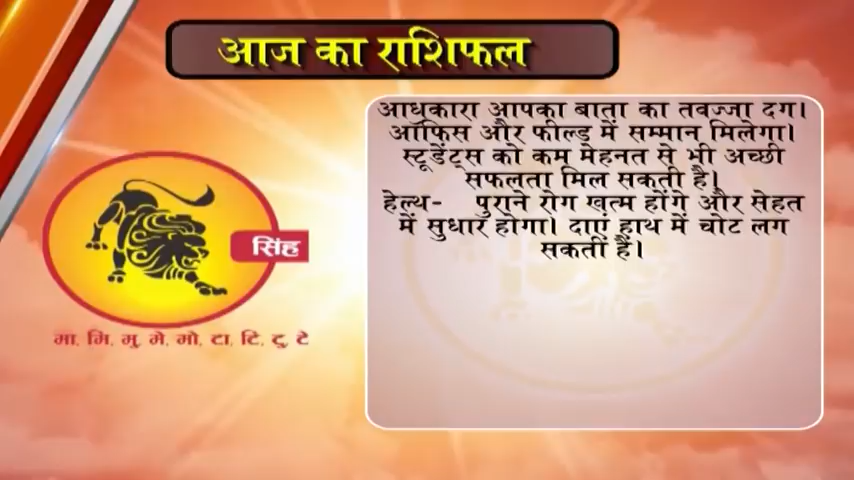 आज का राशिफल
आधकारा आपका बाता का तवज्जा दग।
ऑफिस और फील्ड में सम्मान मिलेगा।
स्टूडेंट्स को कम मेहनत से भी अच्छी
सफलता मिल सकती है।
हेल्थ- पुराने रोग खत्म होंगे और सेहत
में सुधार होगा। दाएं हाथ में चोट लग
सकती है।
सिंह
मा, मि, मु, मे, मो, टा, टि, टु, टे